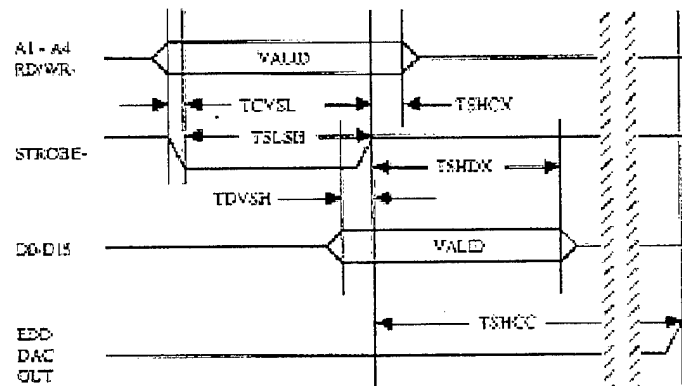 A1 - A4
RD/WR-
VALID
TCVSL
TSHCX
TSLSH
STROBE-
TSHDX
TDVSH
D0-D15
VALID
TSHCC
EDD
DAC
OUT